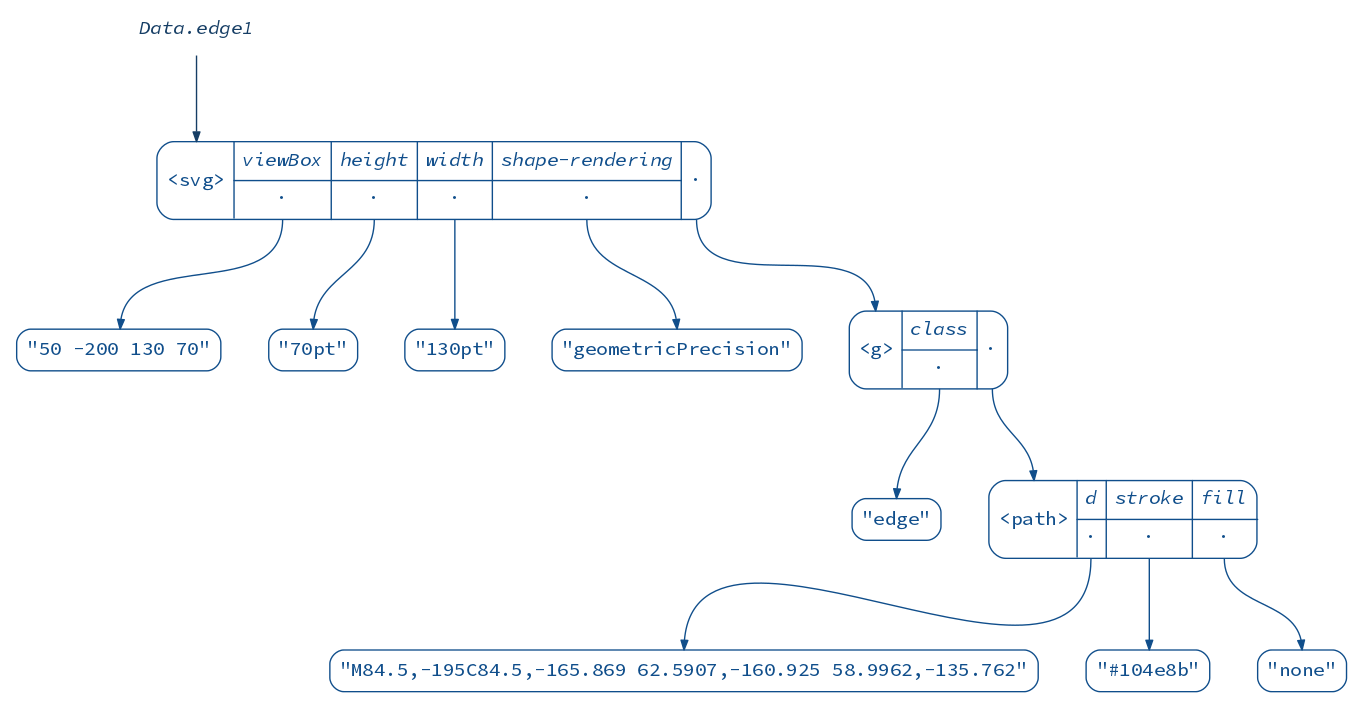 Data.edge1
<svg> viewBox height width shape-rendering ·
· · · ·
"50 -200 130 70" "70pt" "130pt" "geometricPrecision"
<g> class ·
·
"edge"
<path> d stroke fill
· · ·
"M84.5,-195C84.5,-165.869 62.5907,-160.925 58.9962,-135.762" "#104e8b" "none"